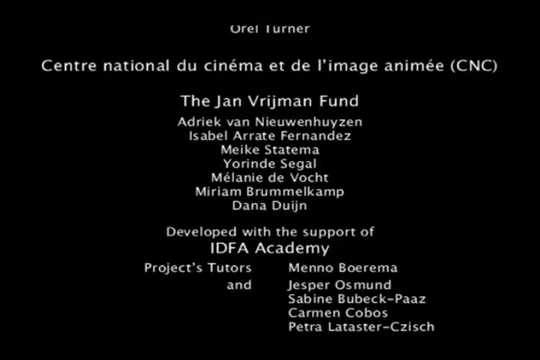 Orel Turner
Centre national du cinéma et de l'image animée (CNC)
The Jan Vrijman Fund
Adriek van Nieuwenhuyzen
Isabel Arrate Fernandez
Meike Statema
Yorinde Segal
Mélanie de Vocht
Miriam Brummelkamp
Dana Duijn
Developed with the support of
IDFA Academy
Project's Tutors Menno Boerema
and Jesper Osmund
Sabine Bubeck-Paaz
Carmen Cobos
Petra Lataster-Czisch